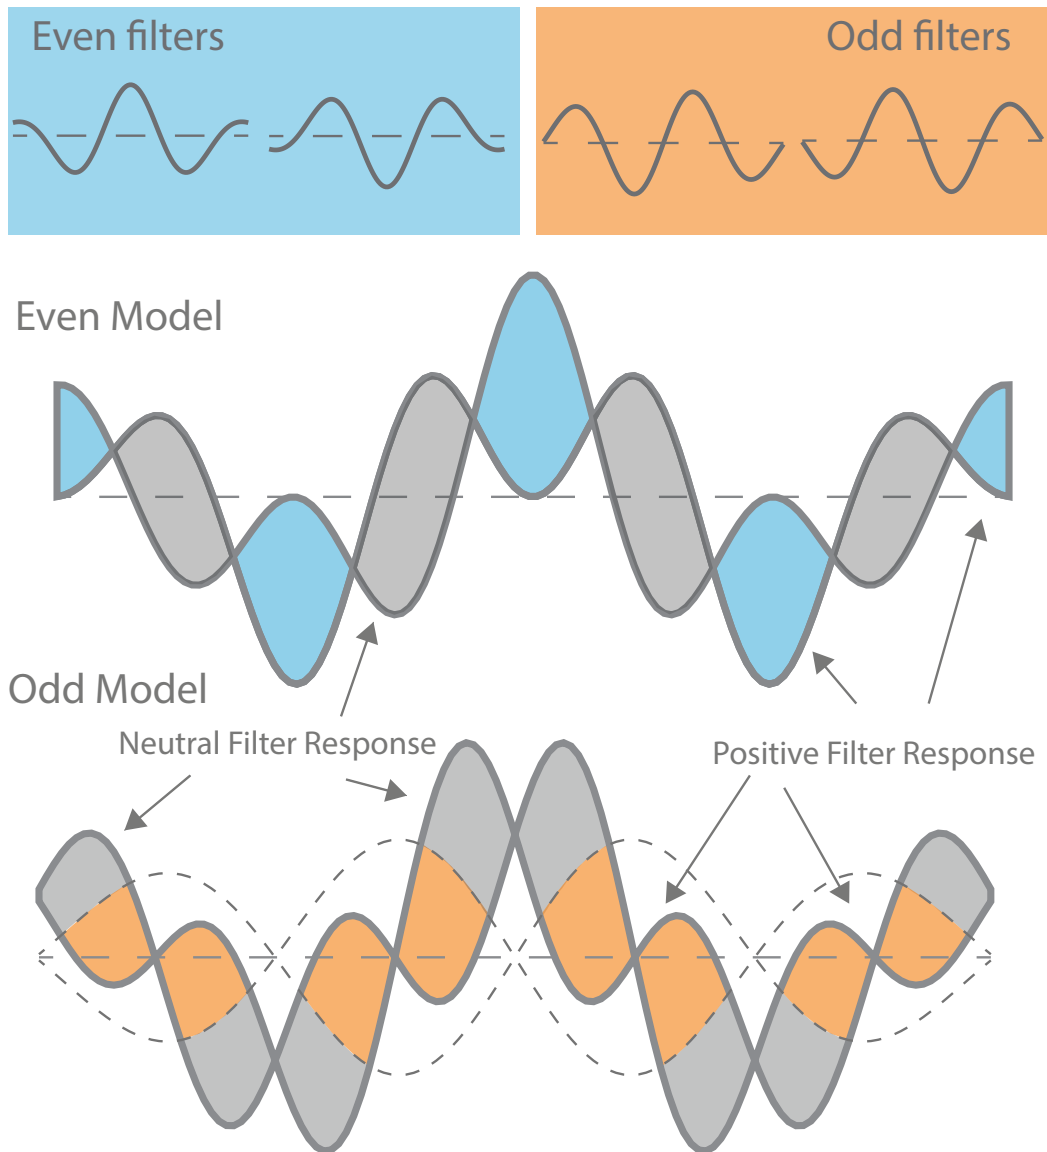 Even filters
Odd filters
Even Model
Odd Model
Neutral Filter Response
Positive Filter Response